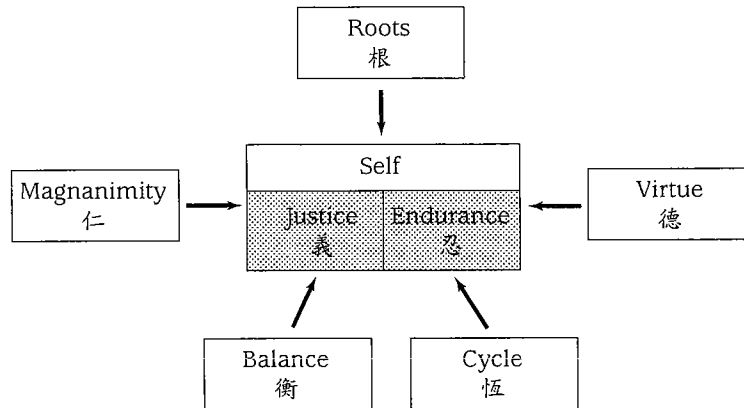 Roots
根
Self
Magnanimity
仁
Justice
義
Endurance
忍
Virtue
德
Balance
衡
Cycle
恆